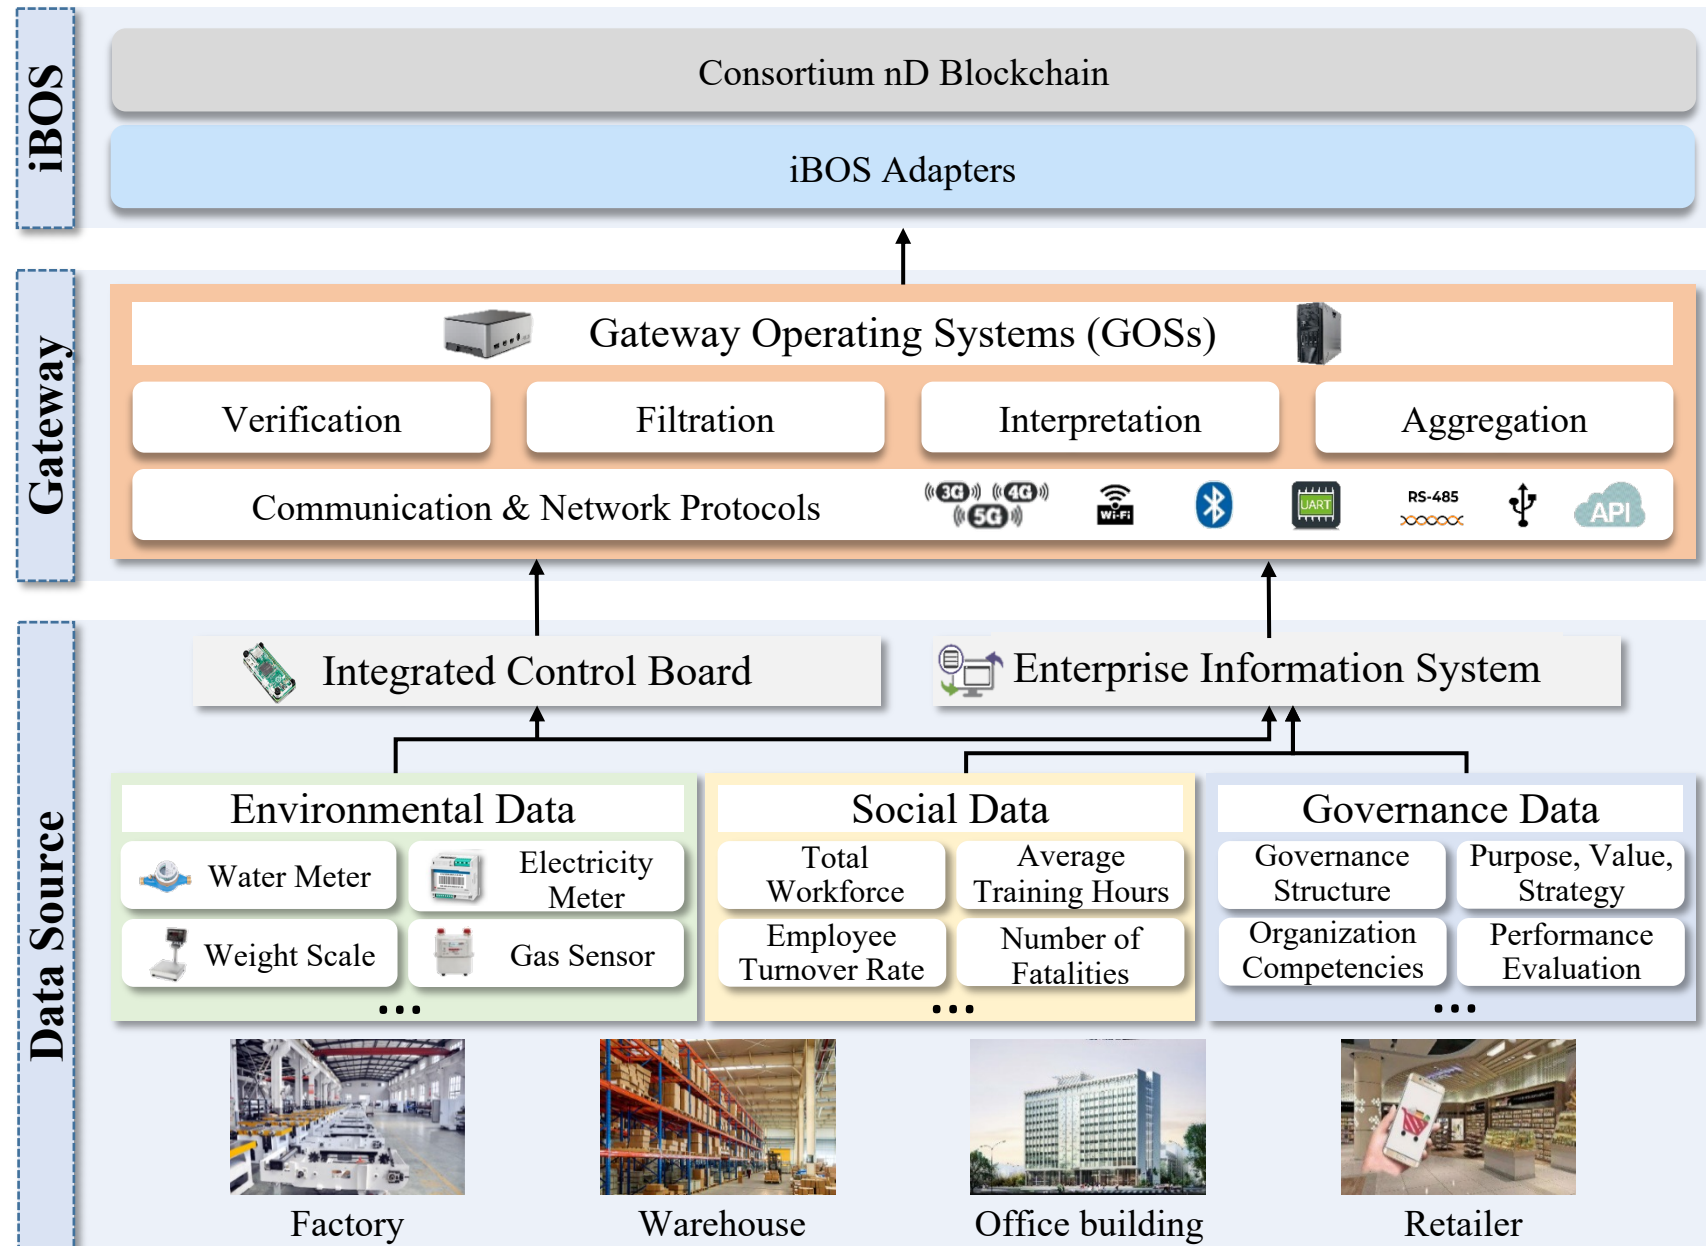 iBOS
Consortium nD Blockchain
iBOS Adapters
Gateway
Gateway Operating Systems (GOSs)
Verification
Filtration
Interpretation
Aggregation
Communication & Network Protocols
3G
4G
5G
Wi-Fi
UART
RS-485
API
Data Source
Integrated Control Board
Enterprise Information System
Environmental Data
Water Meter
Electricity
Meter
Weight Scale
Gas Sensor
...
Social Data
Total
Workforce
Average
Training Hours
Employee
Turnover Rate
Number of
Fatalities
...
Governance Data
Governance
Structure
Purpose, Value,
Strategy
Organization
Competencies
Performance
Evaluation
...
Factory
Warehouse
Office building
Retailer